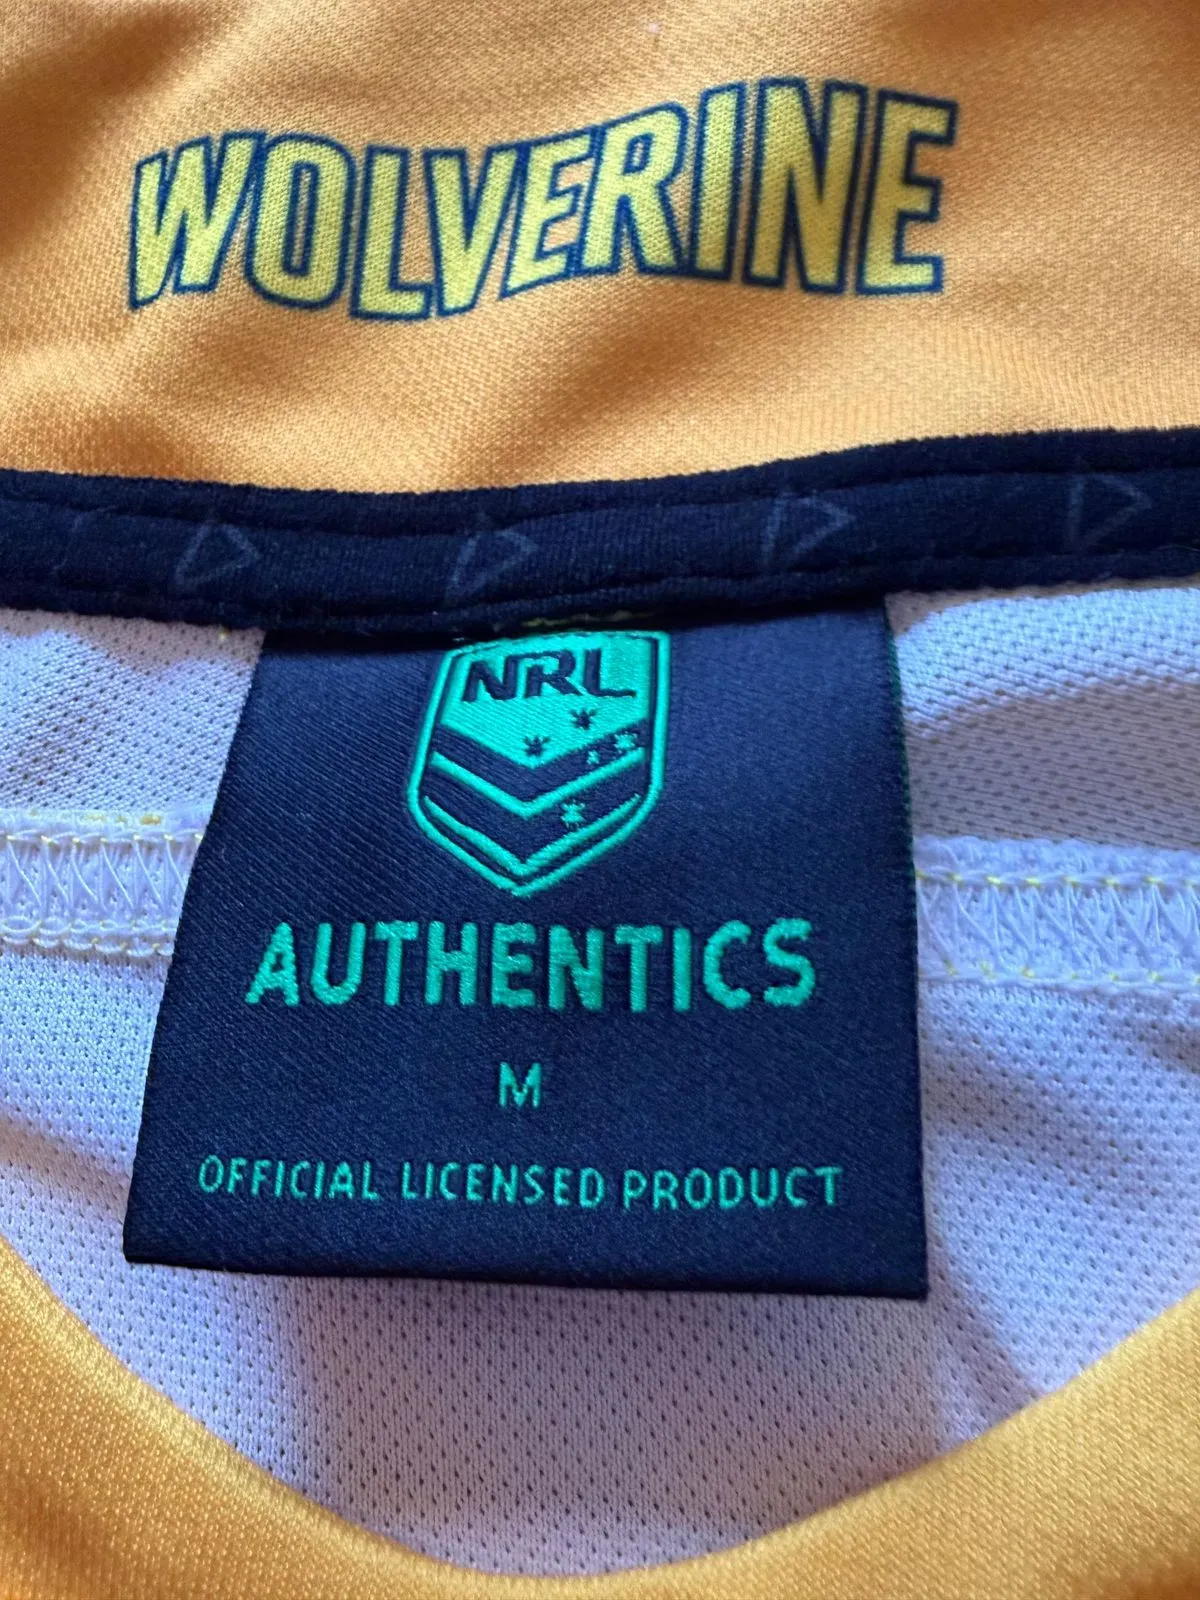 WOLVERINE
NRL
AUTHENTICS
M
OFFICIAL LICENSED PRODUCT